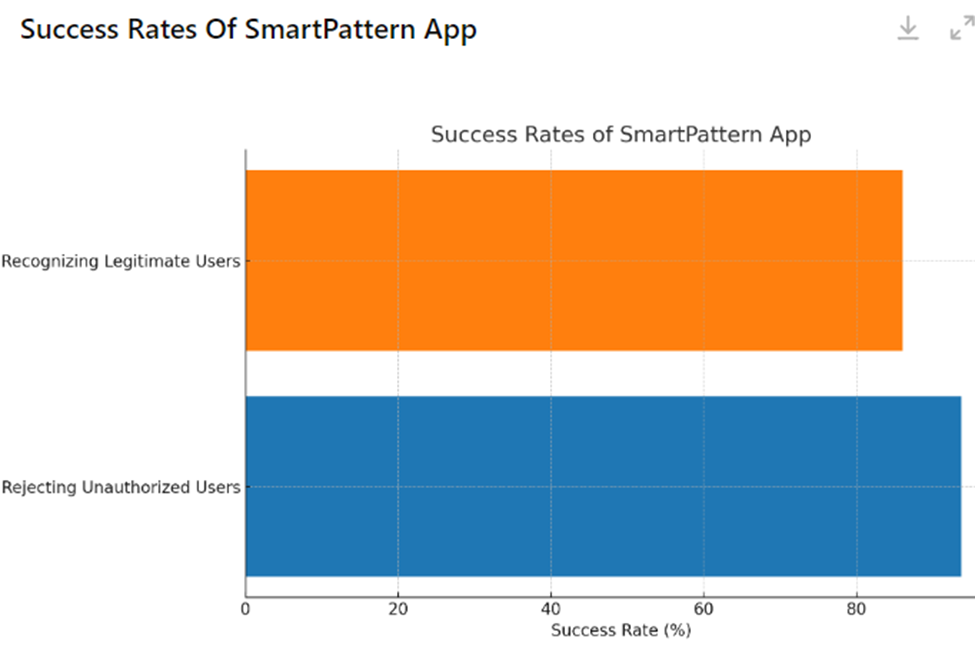 Success Rates Of SmartPattern App
Success Rates of SmartPattern App
Recognizing Legitimate Users
Rejecting Unauthorized Users
0 20 40 60 80
Success Rate (%)